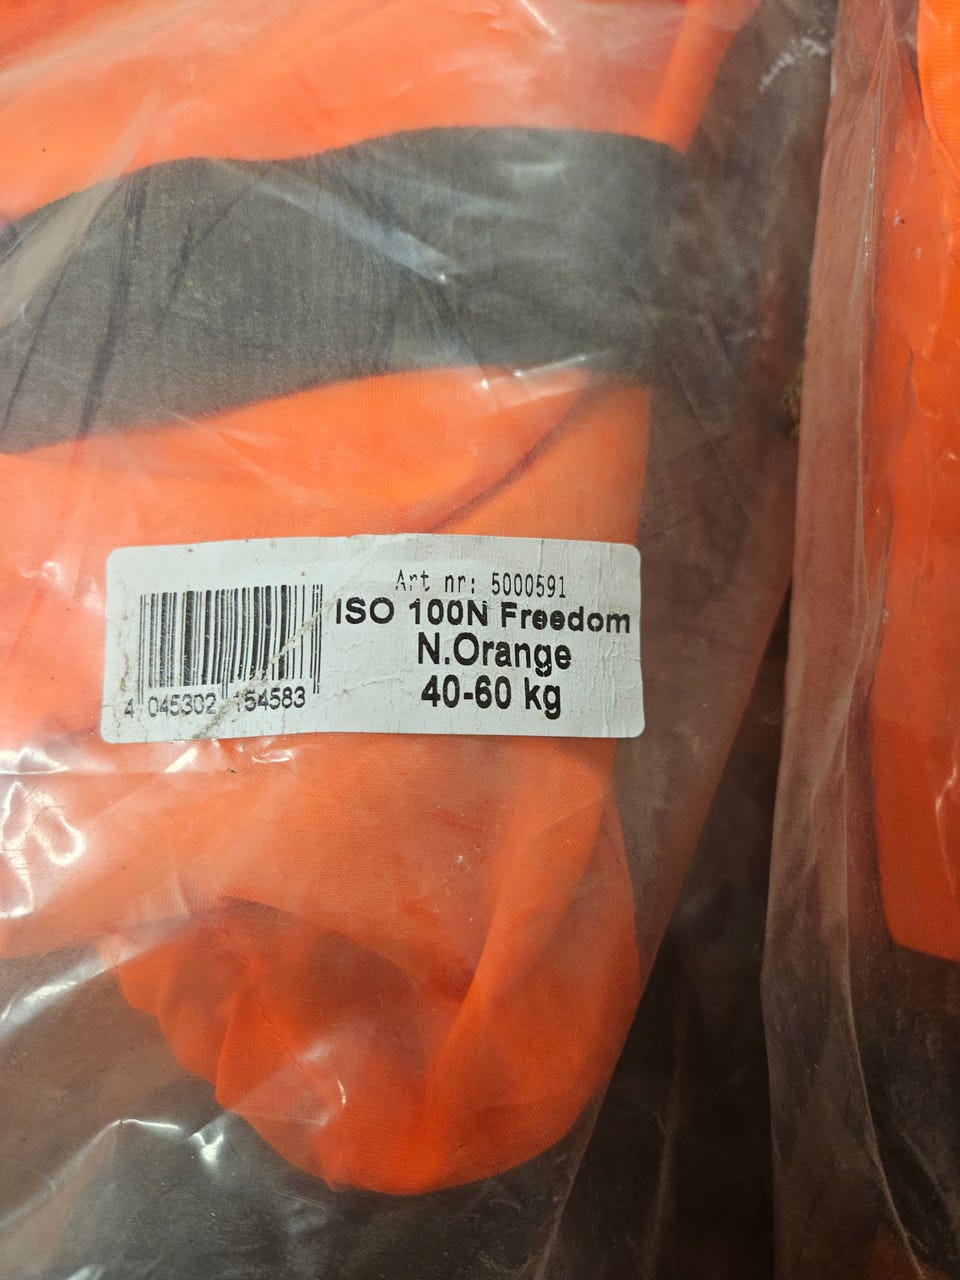 Art nr: 5000591
ISO 100N Freedom
N.Orange
40-60 kg
4 045302 154583